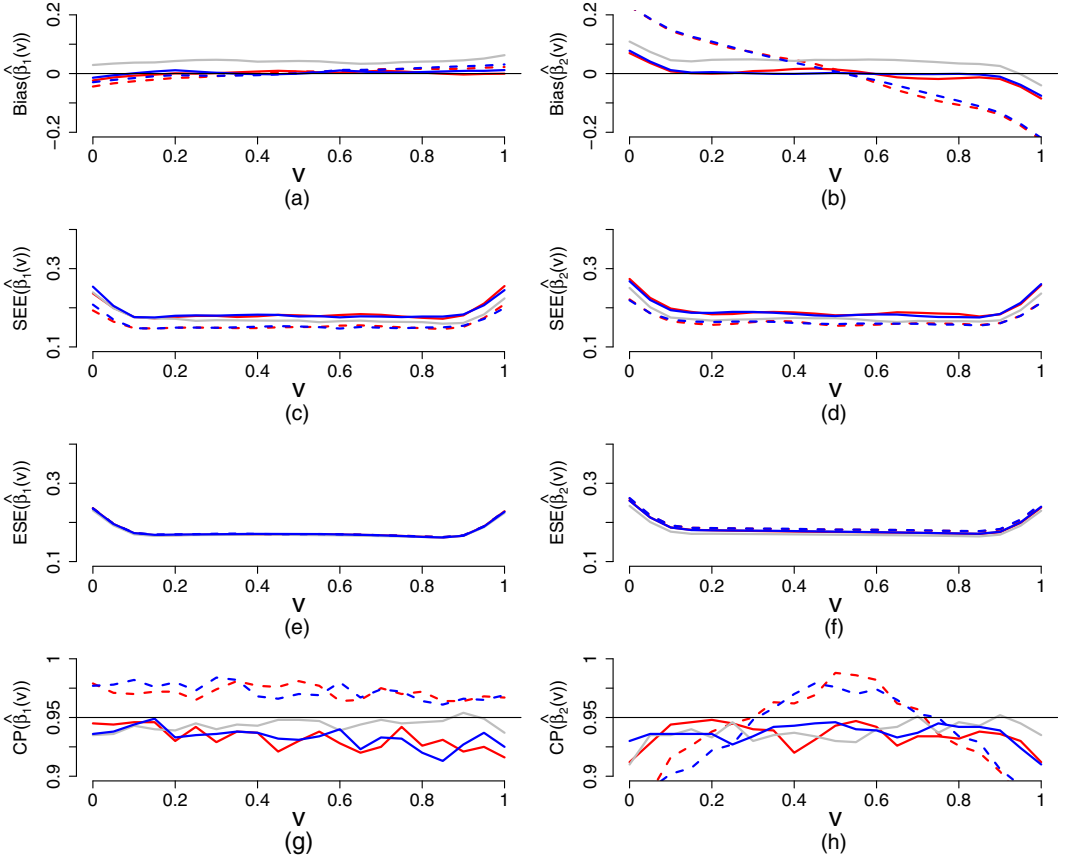 Bias(β̂₁(v))
0.2
0
−0.2
0 0.2 0.4 0.6 0.8 1
v
(a)
Bias(β̂₂(v))
0.2
0
−0.2
0 0.2 0.4 0.6 0.8 1
v
(b)
SEE(β̂₁(v))
0.3
0.1
0 0.2 0.4 0.6 0.8 1
v
(c)
SEE(β̂₂(v))
0.3
0.1
0 0.2 0.4 0.6 0.8 1
v
(d)
ESE(β̂₁(v))
0.3
0.1
0 0.2 0.4 0.6 0.8 1
v
(e)
ESE(β̂₂(v))
0.3
0.1
0 0.2 0.4 0.6 0.8 1
v
(f)
CP(β̂₁(v))
1
0.95
0.9
0 0.2 0.4 0.6 0.8 1
v
(g)
CP(β̂₂(v))
1
0.95
0.9
0 0.2 0.4 0.6 0.8 1
v
(h)